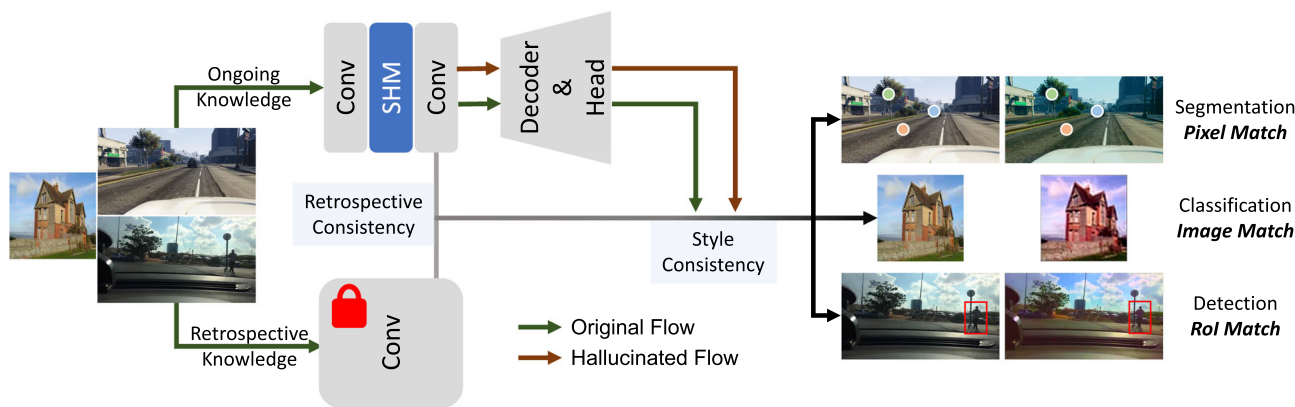 Ongoing
Knowledge
Conv
SHM
Conv
Decoder
&
Head
Retrospective
Consistency
Style
Consistency
Segmentation
Pixel Match
Classification
Image Match
Detection
RoI Match
Retrospective
Knowledge
Conv
Original Flow
Hallucinated Flow